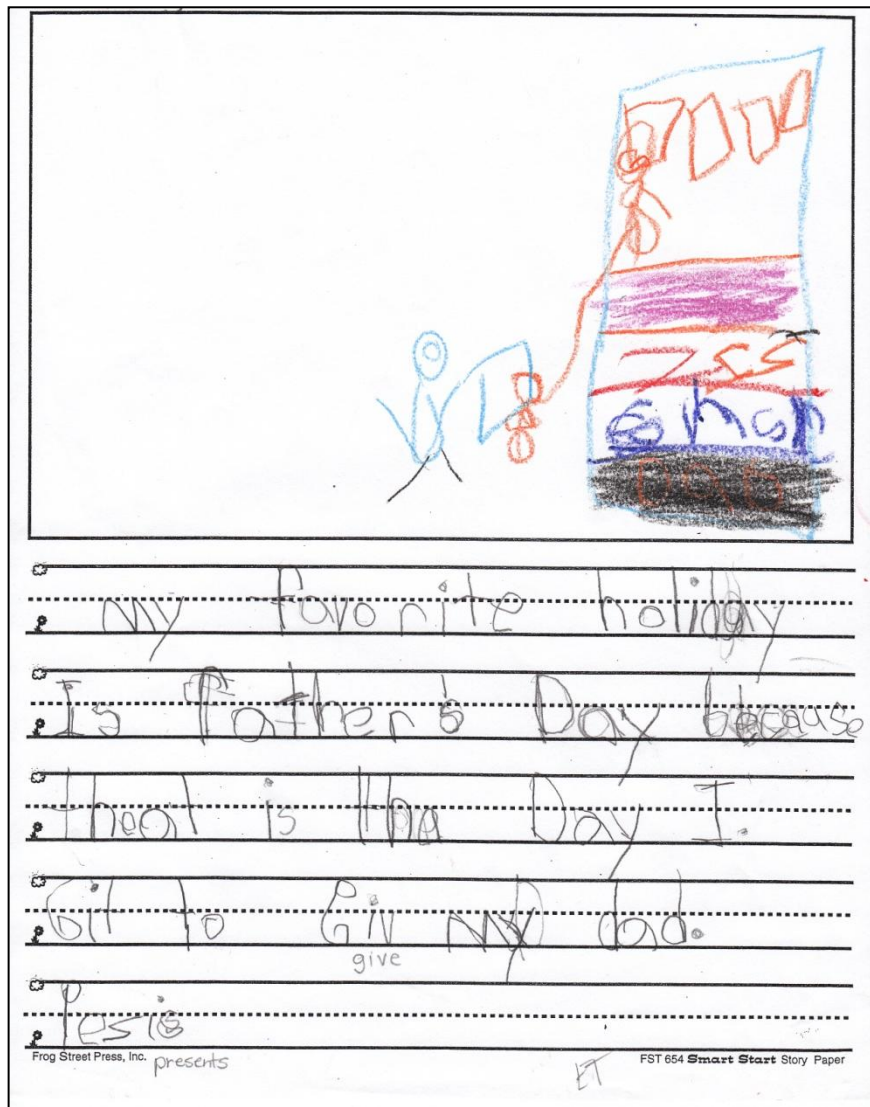 my favorite holiday
Is father's Day because
theat is the Day I.
Git to Giv my dad.
give
Pesis
Frog Street Press, Inc. presents ET FST 654 Smart Start Story Paper